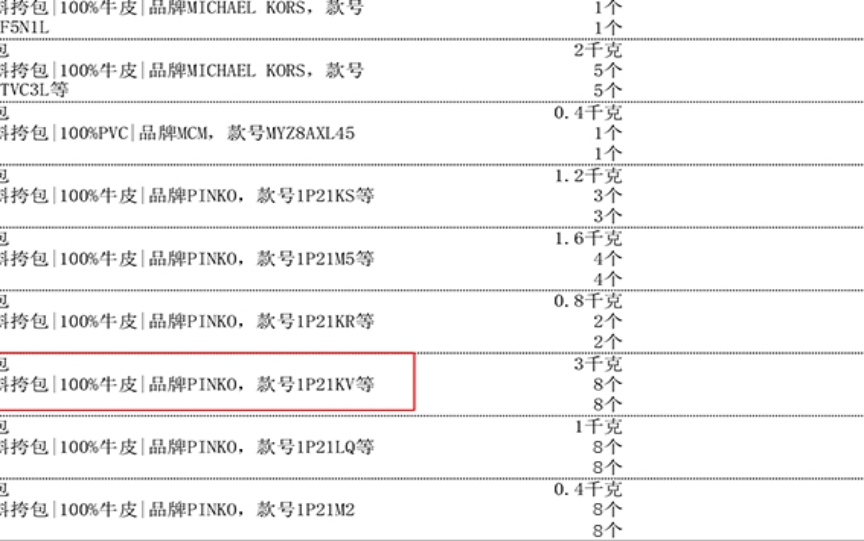 斜挎包|100%牛皮|品牌MICHAEL KORS, 款号 1个
F5N1L 1个
包 2千克
斜挎包|100%牛皮|品牌MICHAEL KORS, 款号 5个
TVC3L等 5个
包 0.4千克
斜挎包|100%PVC|品牌MCM, 款号MYZ8AXL45 1个
1个
包 1.2千克
斜挎包|100%牛皮|品牌PINKO, 款号1P21KS等 3个
3个
包 1.6千克
斜挎包|100%牛皮|品牌PINKO, 款号1P21M5等 4个
4个
包 0.8千克
斜挎包|100%牛皮|品牌PINKO, 款号1P21KR等 2个
2个
包 3千克
斜挎包|100%牛皮|品牌PINKO, 款号1P21KV等 8个
8个
包 1千克
斜挎包|100%牛皮|品牌PINKO, 款号1P21LQ等 8个
8个
包 0.4千克
斜挎包|100%牛皮|品牌PINKO, 款号1P21M2 8个
8个